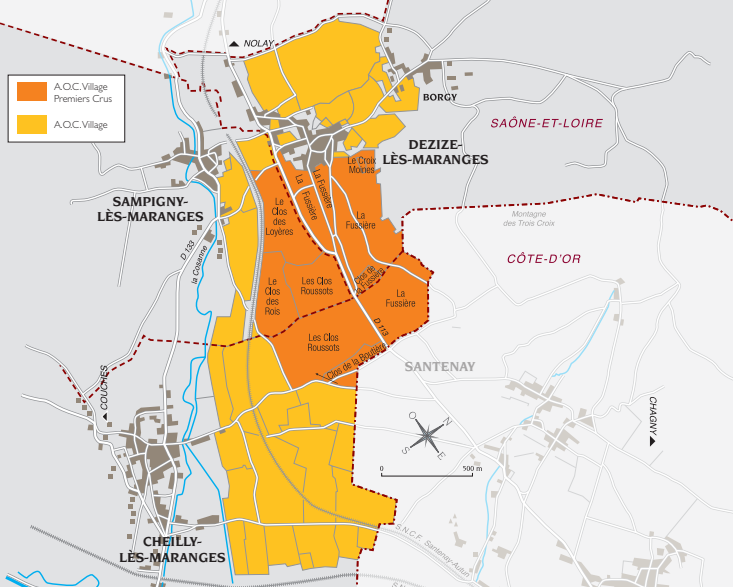 NOLAY
A.O.C.Village
Premiers Crus
A.O.C.Village
BORGY
SAÔNE-ET-LOIRE
DEZIZE-
LÈS-MARANGES
Le Croix
Moines
La
Fussière
La Fussière
SAMPIGNY-
LÈS-MARANGES
Le
Clos
des
Loyères
La
Fussière
Montagne
des Trois Croix
D 133
la Cosanne
CÔTE-D'OR
Clos de
la Fussière
Le
Clos
des
Rois
Les Clos
Roussots
La
Fussière
D 113
Les Clos
Roussots
Clos de la Boutière
SANTENAY
COUCHES
CHAGNY
O
N
S
E
0
500 m
S.N.C.F. Santenay-Autun
CHEILLY-
LÈS-MARANGES